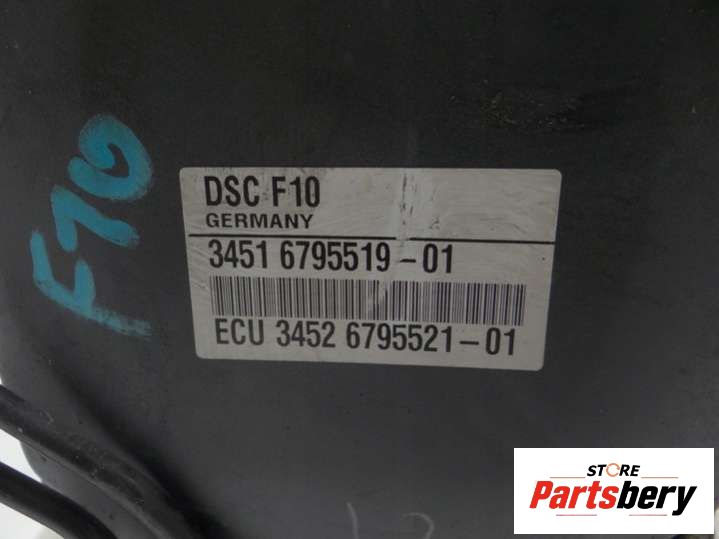 F10
DSC F10
GERMANY
3451 6795519-01
ECU 3452 6795521-01
STORE
Partsbery